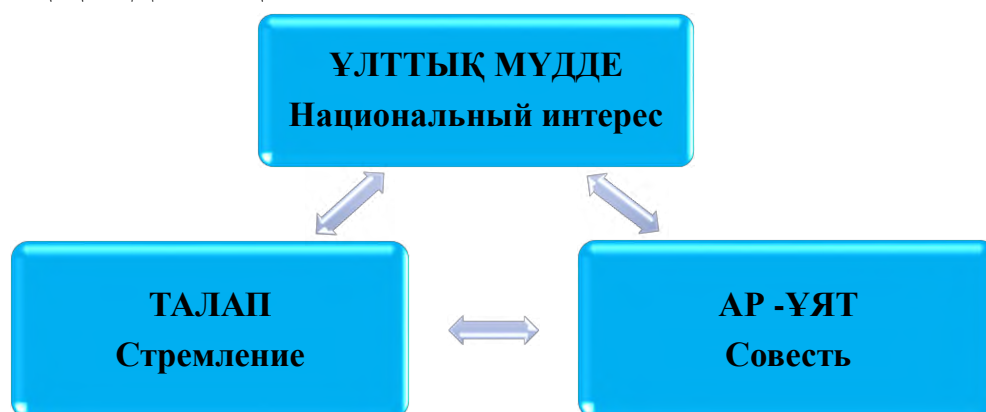 ҰЛТТЫҚ МҮДДЕ
Национальный интерес
ТАЛАП
Стремление
АР -ҰЯТ
Совесть